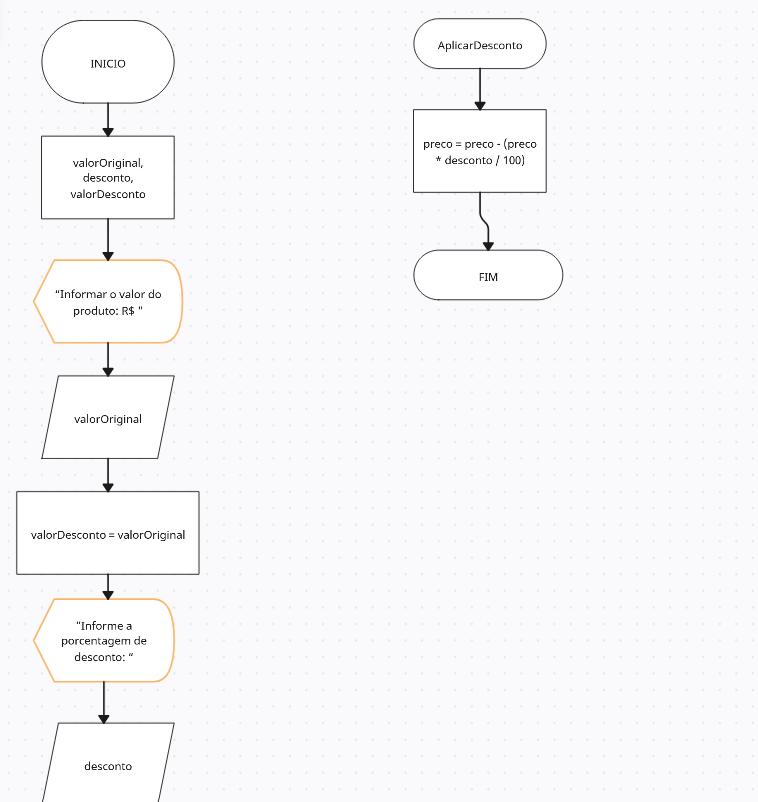 INICIO
valorOriginal,
desconto,
valorDesconto
“Informar o valor do
produto: R$ "
valorOriginal
valorDesconto = valorOriginal
“Informe a
porcentagem de
desconto: “
desconto
AplicarDesconto
preco = preco - (preco
* desconto / 100)
FIM